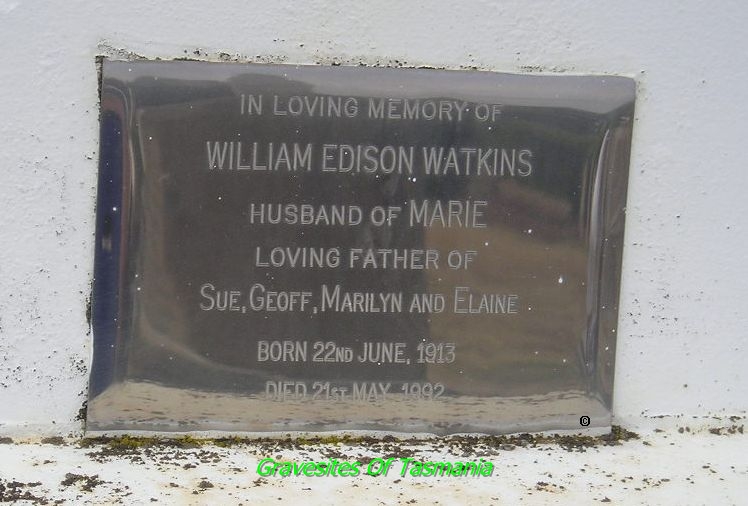 IN LOVING MEMORY OF
WILLIAM EDISON WATKINS
HUSBAND OF MARIE
LOVING FATHER OF
SUE, GEOFF, MARILYN AND ELAINE
BORN 22ND JUNE, 1913
DIED 21ST MAY, 1992
©
Gravesites Of Tasmania